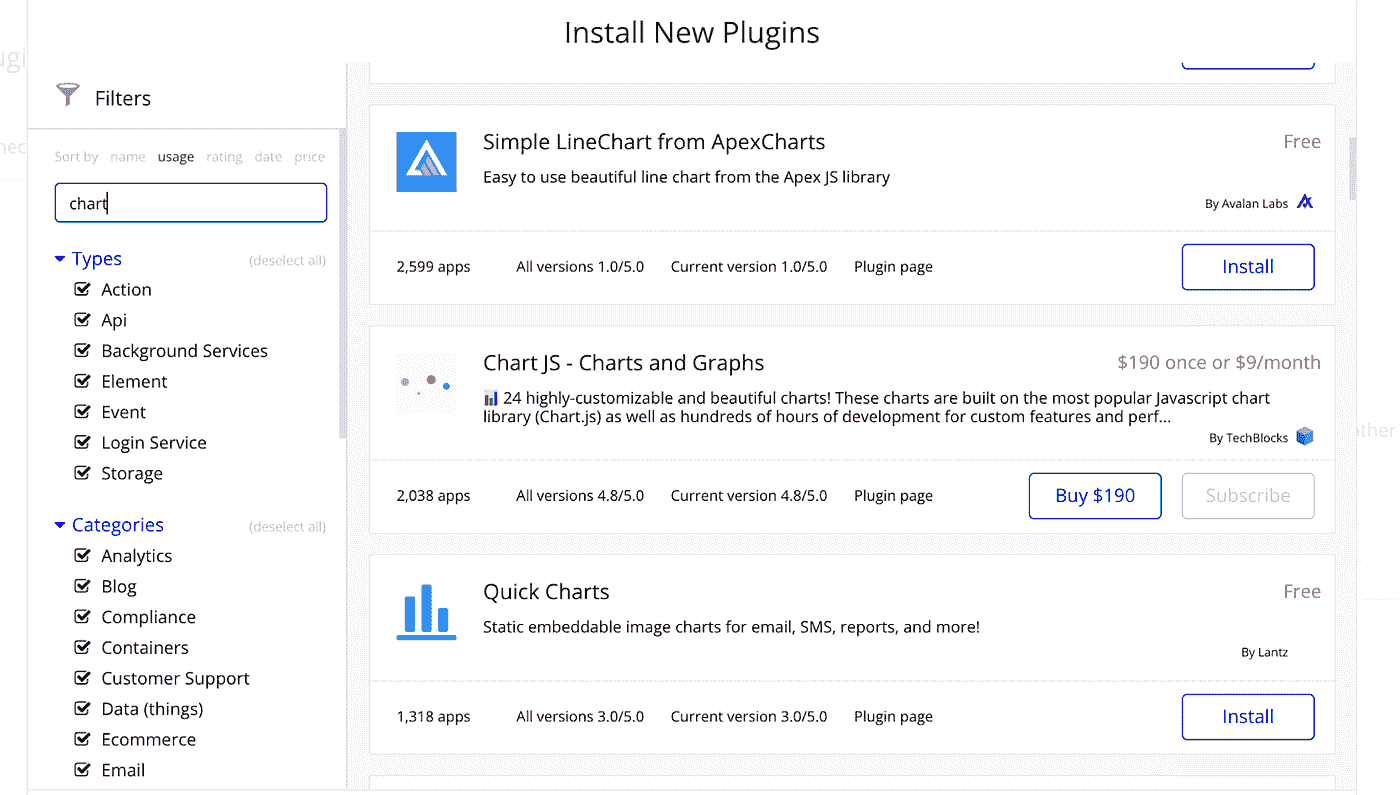 Install New Plugins
Filters
Sort by name usage rating date price
chart
Types (deselect all)
Action
Api
Background Services
Element
Event
Login Service
Storage
Categories (deselect all)
Analytics
Blog
Compliance
Containers
Customer Support
Data (things)
Ecommerce
Email
Simple LineChart from ApexCharts Free
Easy to use beautiful line chart from the Apex JS library
By Avalan Labs
2,599 apps All versions 1.0/5.0 Current version 1.0/5.0 Plugin page Install
Chart JS - Charts and Graphs $190 once or $9/month
📊 24 highly-customizable and beautiful charts! These charts are built on the most popular Javascript chart
library (Chart.js) as well as hundreds of hours of development for custom features and perf...
By TechBlocks
2,038 apps All versions 4.8/5.0 Current version 4.8/5.0 Plugin page Buy $190 Subscribe
Quick Charts Free
Static embeddable image charts for email, SMS, reports, and more!
By Lantz
1,318 apps All versions 3.0/5.0 Current version 3.0/5.0 Plugin page Install